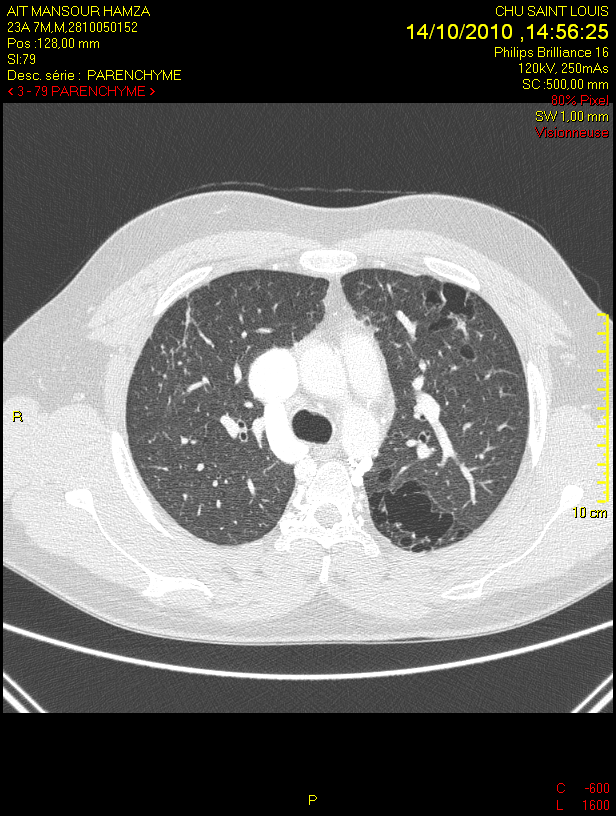 AIT MANSOUR HAMZA
23A 7M,M,2810050152
Pos :128,00 mm
SI:79
Desc. série : PARENCHYME
< 3 - 79 PARENCHYME >
CHU SAINT LOUIS
14/10/2010 ,14:56:25
Philips Brilliance 16
120kV, 250mAs
SC :500,00 mm
80% Pixel
SW 1,00 mm
Visionneuse
R
10 cm
P
C -600
L 1600